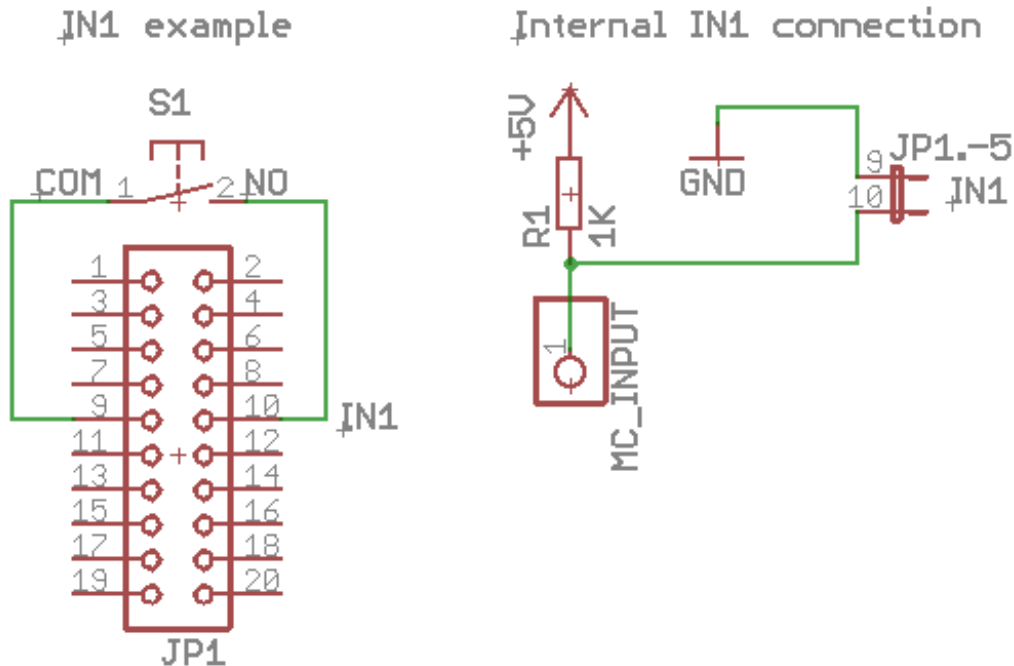 IN1 example
S1
COM 1 2 NO
1 2
3 4
5 6
7 8
9 10 IN1
11 12
13 14
15 16
17 18
19 20
JP1
Internal IN1 connection
+5V
R1
1K
GND
JP1.-5
9
10
IN1
1
MC_INPUT